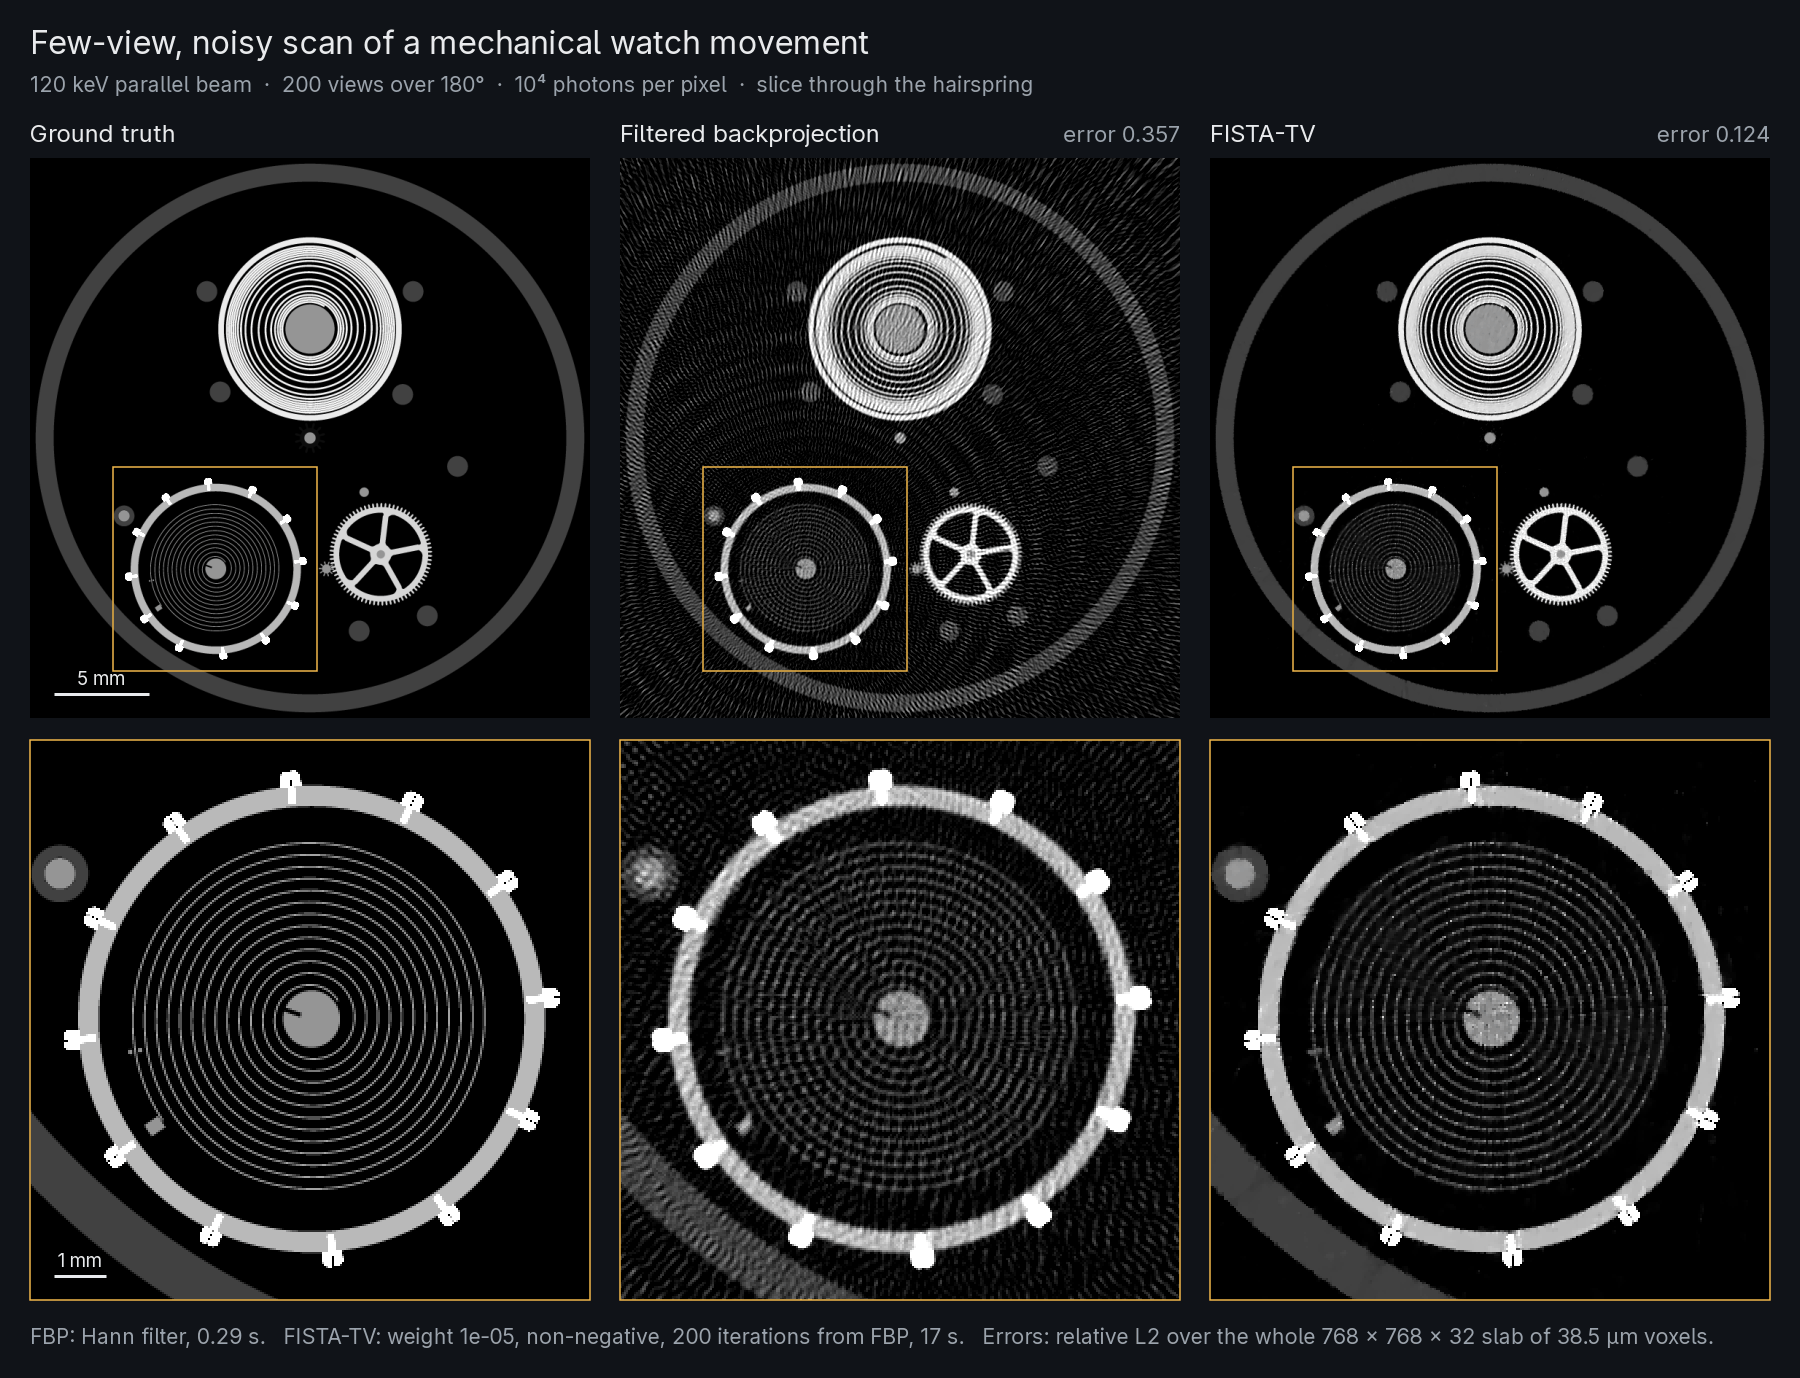 Few-view, noisy scan of a mechanical watch movement
120 keV parallel beam · 200 views over 180° · 10⁴ photons per pixel · slice through the hairspring
Ground truth
Filtered backprojection error 0.357
FISTA-TV error 0.124
5 mm
1 mm
FBP: Hann filter, 0.29 s. FISTA-TV: weight 1e-05, non-negative, 200 iterations from FBP, 17 s. Errors: relative L2 over the whole 768 × 768 × 32 slab of 38.5 µm voxels.